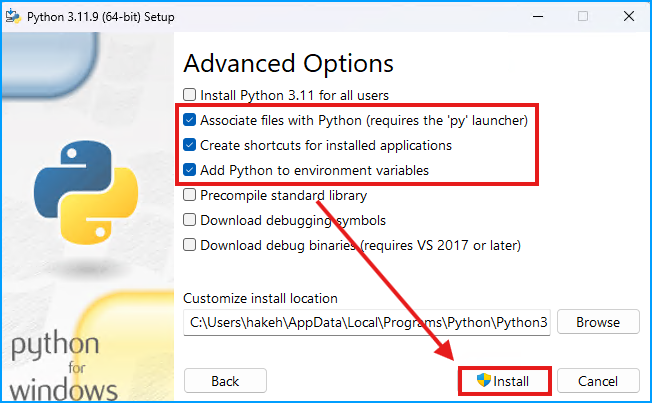 Python 3.11.9 (64-bit) Setup
Advanced Options
Install Python 3.11 for all users
Associate files with Python (requires the 'py' launcher)
Create shortcuts for installed applications
Add Python to environment variables
Precompile standard library
Download debugging symbols
Download debug binaries (requires VS 2017 or later)
Customize install location
C:\Users\hakeh\AppData\Local\Programs\Python\Python3
Browse
python
for
windows
Back
Install
Cancel